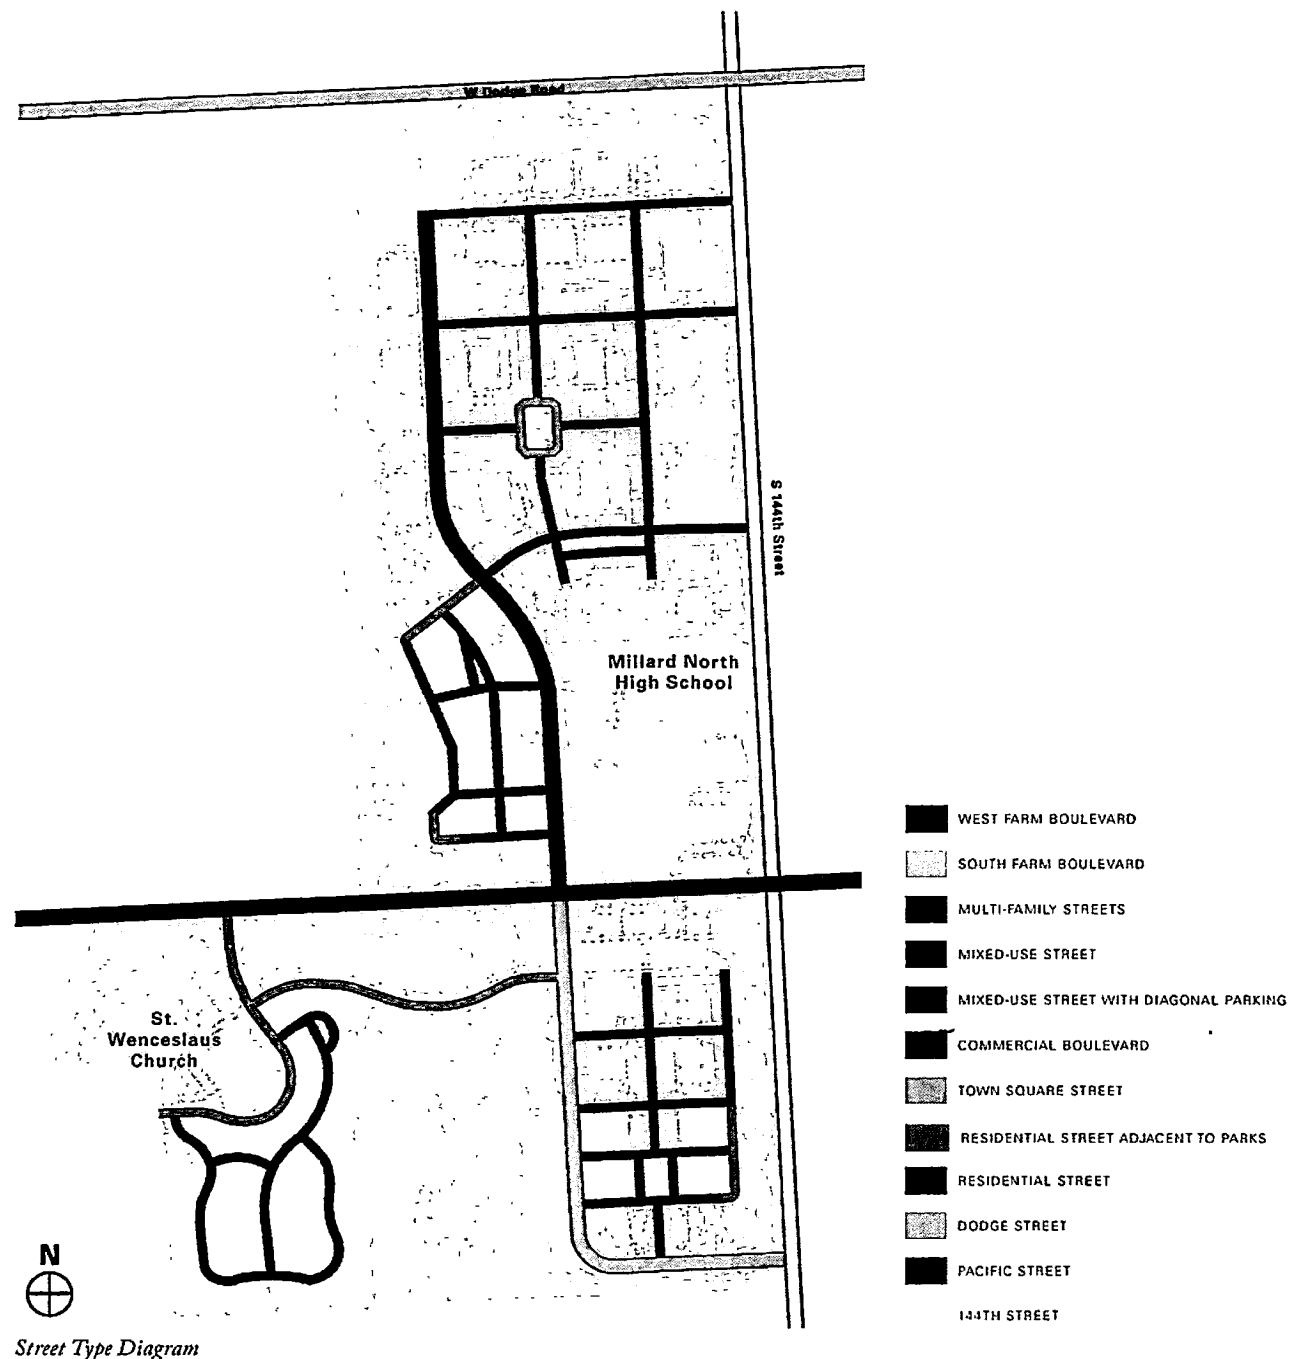 W Dodge Road
S 144th Street
Millard North
High School
WEST FARM BOULEVARD
SOUTH FARM BOULEVARD
MULTI-FAMILY STREETS
MIXED-USE STREET
MIXED-USE STREET WITH DIAGONAL PARKING
COMMERCIAL BOULEVARD
TOWN SQUARE STREET
RESIDENTIAL STREET ADJACENT TO PARKS
RESIDENTIAL STREET
DODGE STREET
PACIFIC STREET
144TH STREET
St.
Wenceslaus
Church
N
Street Type Diagram